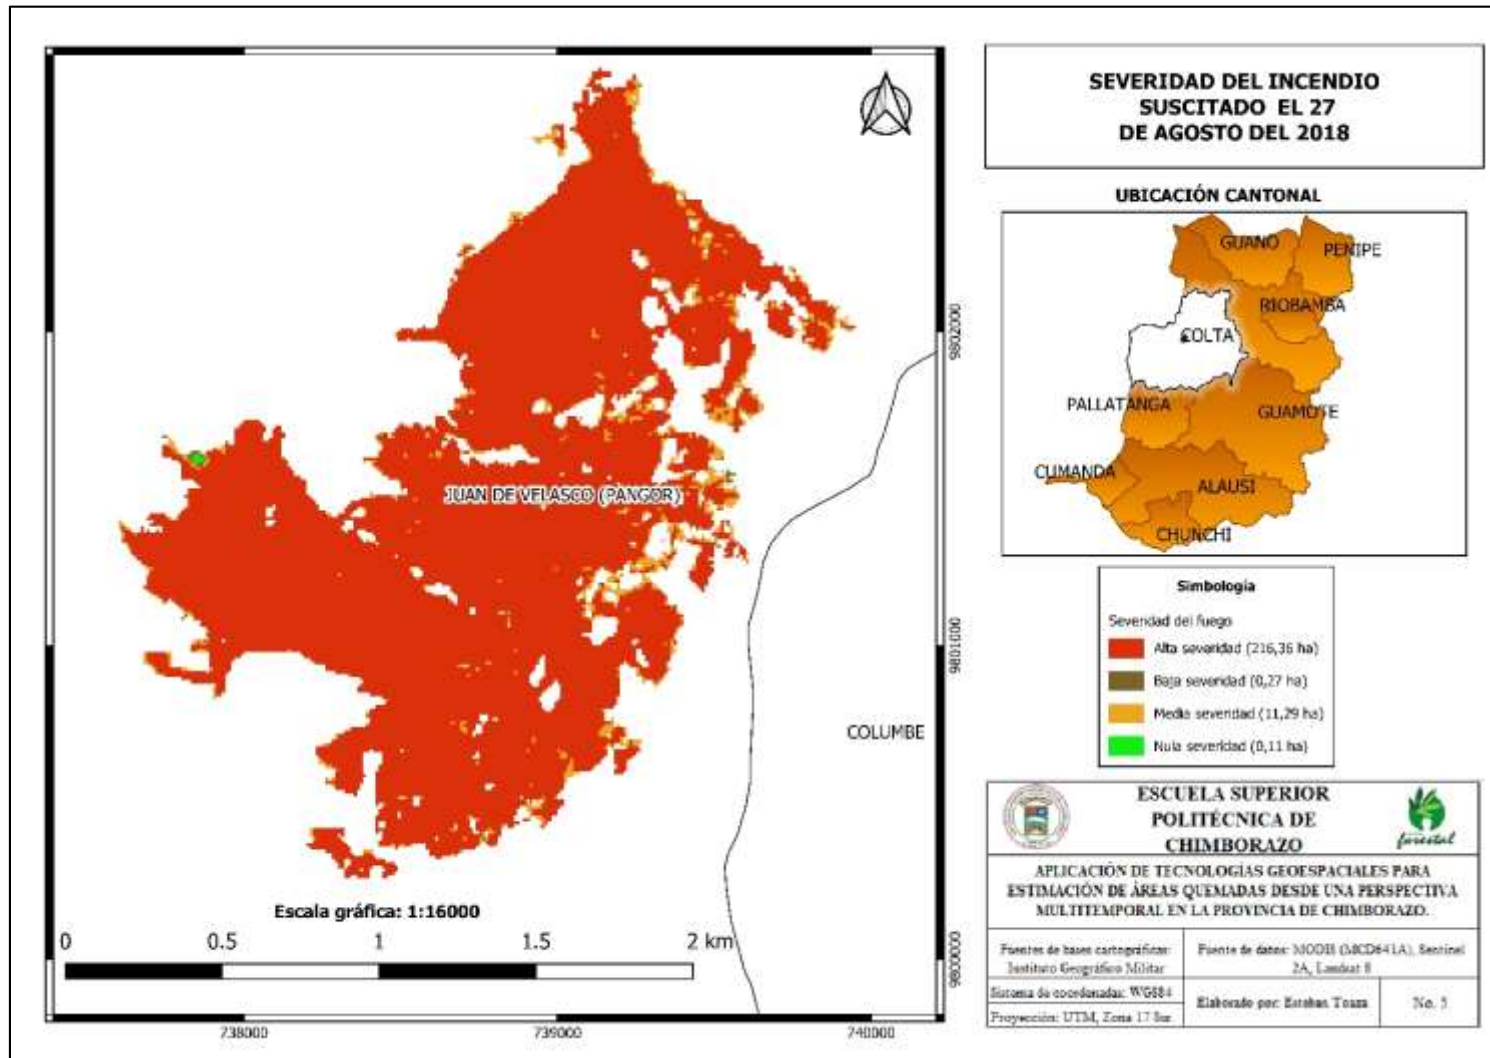 SEVERIDAD DEL INCENDIO
SUSCITADO EL 27
DE AGOSTO DEL 2018
UBICACIÓN CANTONAL
GUANO
PENIPE
RIOBAMBA
COLTA
PALLATANGA
GUAMOTE
CUMANDA
ALAUSI
CHUNCHI
JUAN DE VELASCO (PANGOR)
COLUMBE
9802000
9801000
9800000
738000
739000
740000
Escala gráfica: 1:16000
0 0.5 1 1.5 2 km
Simbología
Severidad del fuego
Alta severidad (216,36 ha)
Baja severidad (0,27 ha)
Media severidad (11,29 ha)
Nula severidad (0,11 ha)
ESCUELA SUPERIOR
POLITÉCNICA DE
CHIMBORAZO
forestal
APLICACIÓN DE TECNOLOGÍAS GEOESPACIALES PARA
ESTIMACIÓN DE ÁREAS QUEMADAS DESDE UNA PERSPECTIVA
MULTITEMPORAL EN LA PROVINCIA DE CHIMBORAZO.
Fuentes de bases cartográficas:
Instituto Geográfico Militar
Fuente de datos: MODIS (MCD641A), Sentinel
2A, Landsat 8
Sistema de coordenadas: WGS84
Proyección: UTM, Zona 17 Sur
Elaborado por: Esteban Toaza
No. 5